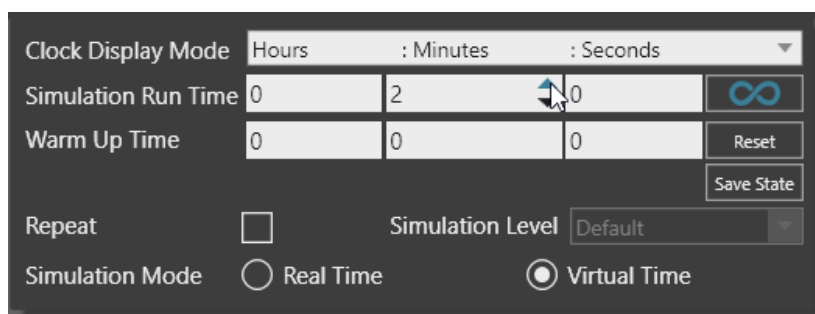 Clock Display Mode Hours : Minutes : Seconds
Simulation Run Time 0 2 0
Warm Up Time 0 0 0 Reset
Save State
Repeat Simulation Level Default
Simulation Mode Real Time Virtual Time